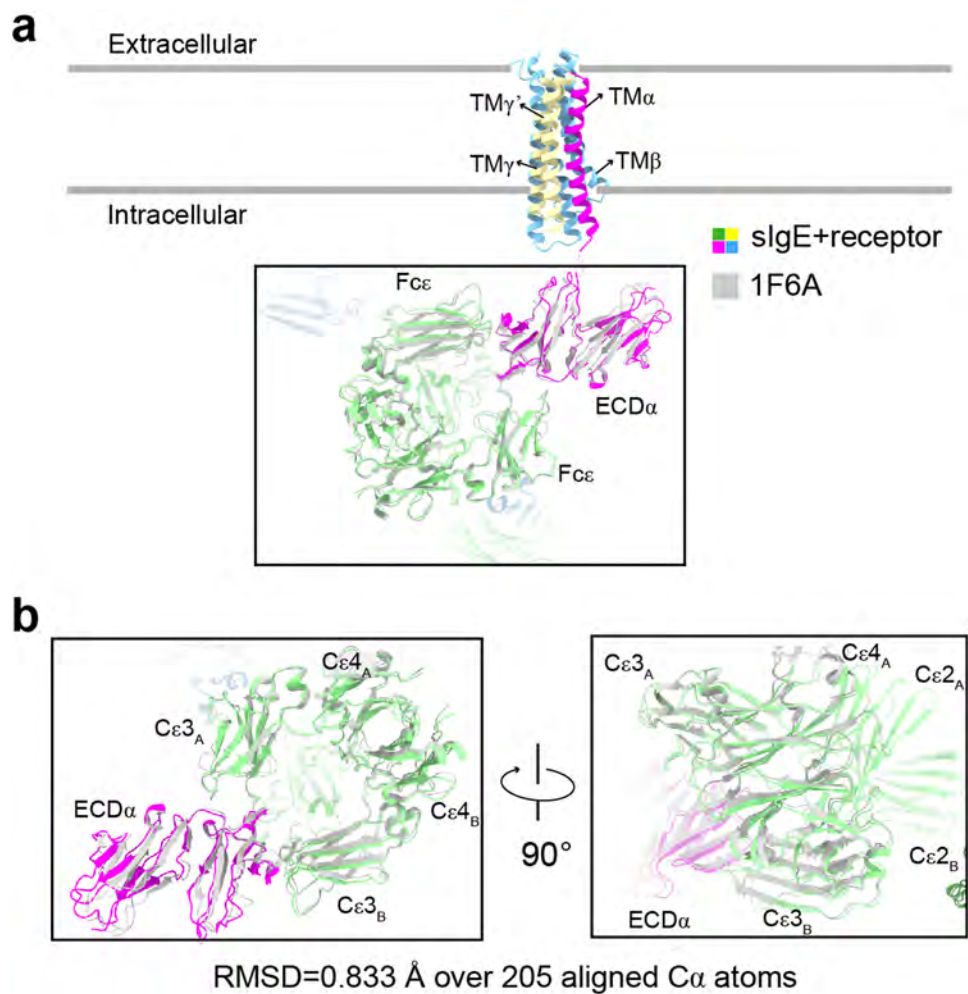 a
Extracellular
TMγ’ TMα
TMγ TMβ
Intracellular
sIgE+receptor
1F6A
Fcε
ECDα
Fcε
b
Cε4A
Cε3A
ECDα
Cε4B
Cε3B
90°
Cε3A
Cε4A
Cε2A
Cε2B
ECDα
Cε3B
RMSD=0.833 Å over 205 aligned Cα atoms